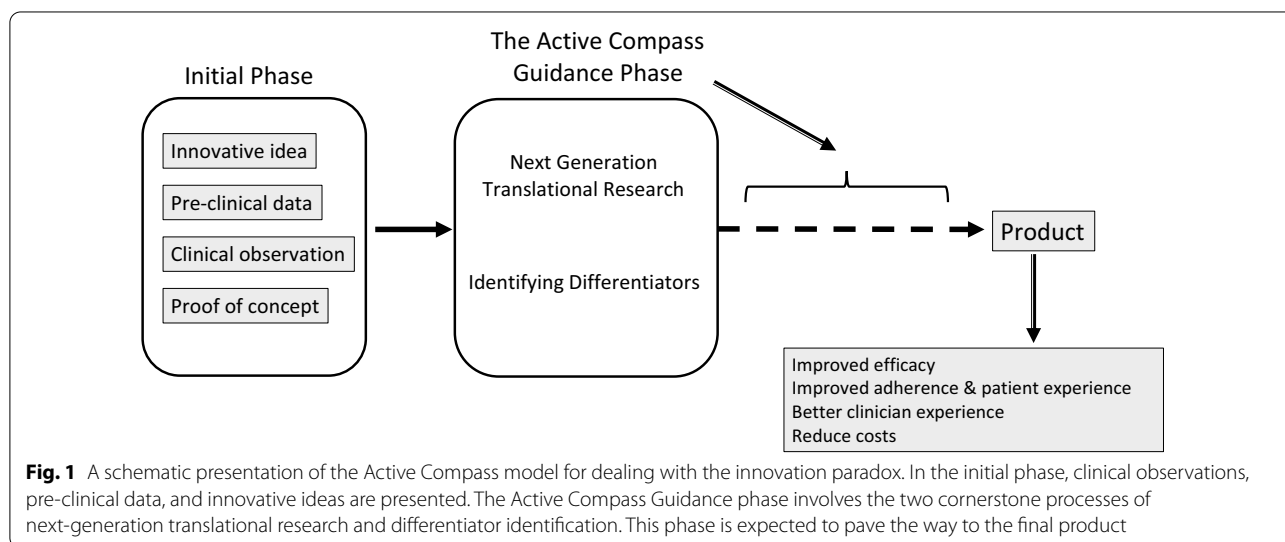 The Active Compass
Guidance Phase
Initial Phase
Innovative idea
Pre-clinical data
Clinical observation
Proof of concept
Next Generation
Translational Research
Identifying Differentiators
Product
Improved efficacy
Improved adherence & patient experience
Better clinician experience
Reduce costs
Fig. 1 A schematic presentation of the Active Compass model for dealing with the innovation paradox. In the initial phase, clinical observations,
pre-clinical data, and innovative ideas are presented. The Active Compass Guidance phase involves the two cornerstone processes of
next-generation translational research and differentiator identification. This phase is expected to pave the way to the final product